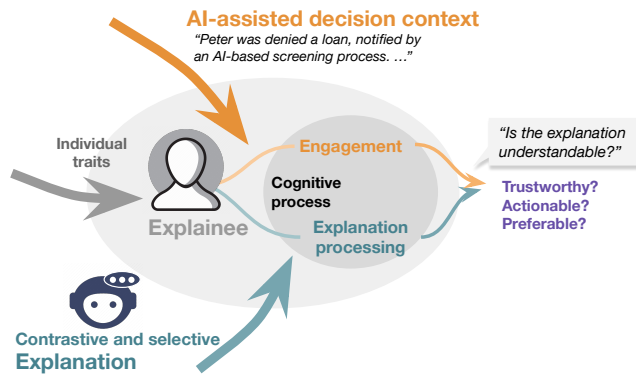 AI-assisted decision context
“Peter was denied a loan, notified by
an AI-based screening process. …”
Individual
traits
Engagement
“Is the explanation
understandable?”
Cognitive
process
Trustworthy?
Actionable?
Preferable?
Explainee
Explanation
processing
Contrastive and selective
Explanation